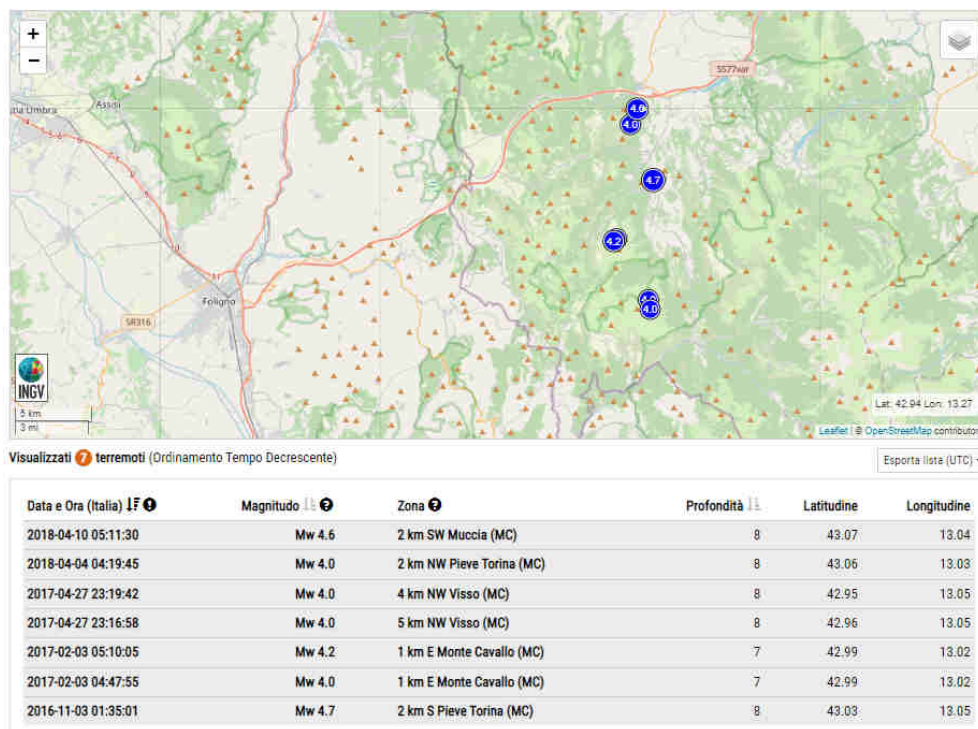 +
−
SS77var
Assisi
4.6
4.0
4.7
4.2
4.0
Foligno
SR316
INGV
5 km
3 mi
Lat: 42.94 Lon: 13.27
Leaflet | © OpenStreetMap contributor
Visualizzati 7 terremoti (Ordinamento Tempo Decrescente)
Esporta lista (UTC)
Data e Ora (Italia) Magnitudo Zona Profondità Latitudine Longitudine
2018-04-10 05:11:30 Mw 4.6 2 km SW Muccia (MC) 8 43.07 13.04
2018-04-04 04:19:45 Mw 4.0 2 km NW Pieve Torina (MC) 8 43.06 13.03
2017-04-27 23:19:42 Mw 4.0 4 km NW Visso (MC) 8 42.95 13.05
2017-04-27 23:16:58 Mw 4.0 5 km NW Visso (MC) 8 42.96 13.05
2017-02-03 05:10:05 Mw 4.2 1 km E Monte Cavallo (MC) 7 42.99 13.02
2017-02-03 04:47:55 Mw 4.0 1 km E Monte Cavallo (MC) 7 42.99 13.02
2016-11-03 01:35:01 Mw 4.7 2 km S Pieve Torina (MC) 8 43.03 13.05